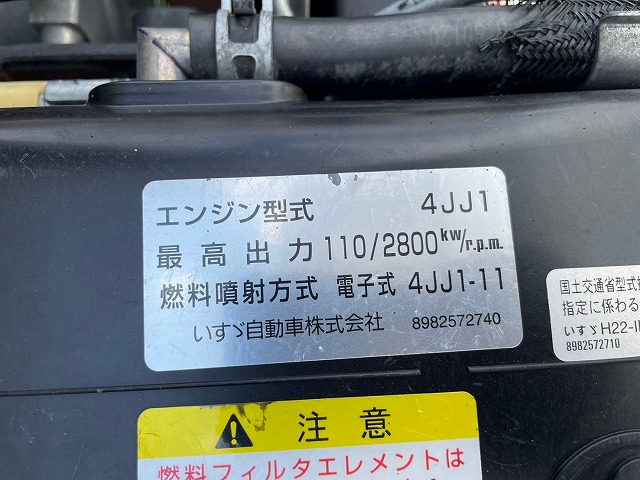 エンジン型式 4JJ1
最高出力 110/2800kw/r.p.m.
燃料噴射方式 電子式 4JJ1-11
いすゞ自動車株式会社 8982572740
国土交通省型式
指定に係わる
いすゞH22-
8982572710
注意
燃料フィルタエレメントは